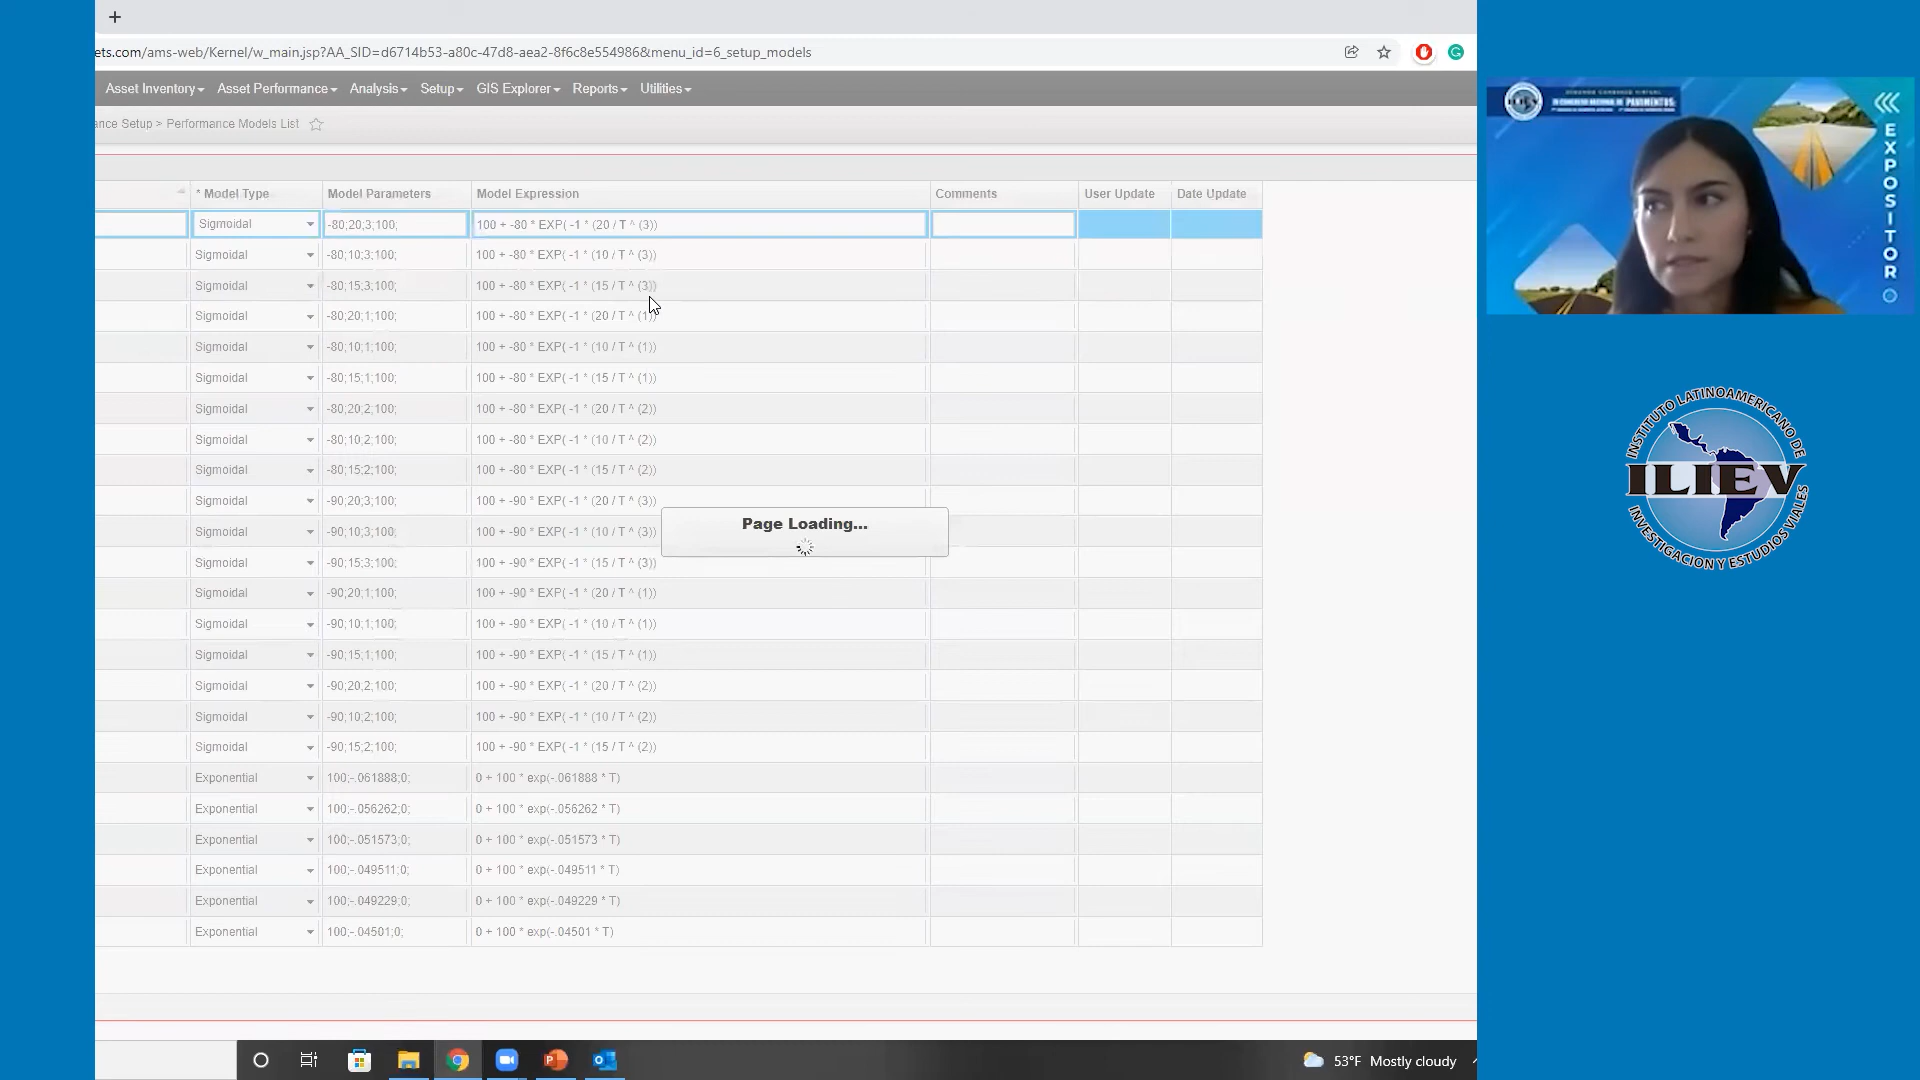 ets.com/ams-web/Kernel/w_main.jsp?AA_SID=d6714b53-a80c-47d8-aea2-8f6c8e554986&menu_id=6_setup_models
Asset Inventory Asset Performance Analysis Setup GIS Explorer Reports Utilities
ance Setup > Performance Models List
* Model Type Model Parameters Model Expression Comments User Update Date Update
Sigmoidal -80;20;3;100; 100 + -80 * EXP( -1 * (20 / T ^ (3))
Sigmoidal -80;10;3;100; 100 + -80 * EXP( -1 * (10 / T ^ (3))
Sigmoidal -80;15;3;100; 100 + -80 * EXP( -1 * (15 / T ^ (3))
Sigmoidal -80;20;1;100; 100 + -80 * EXP( -1 * (20 / T ^ (1))
Sigmoidal -80;10;1;100; 100 + -80 * EXP( -1 * (10 / T ^ (1))
Sigmoidal -80;15;1;100; 100 + -80 * EXP( -1 * (15 / T ^ (1))
Sigmoidal -80;20;2;100; 100 + -80 * EXP( -1 * (20 / T ^ (2))
Sigmoidal -80;10;2;100; 100 + -80 * EXP( -1 * (10 / T ^ (2))
Sigmoidal -80;15;2;100; 100 + -80 * EXP( -1 * (15 / T ^ (2))
Sigmoidal -90;20;3;100; 100 + -90 * EXP( -1 * (20 / T ^ (3))
Sigmoidal -90;10;3;100; 100 + -90 * EXP( -1 * (10 / T ^ (3))
Sigmoidal -90;15;3;100; 100 + -90 * EXP( -1 * (15 / T ^ (3))
Sigmoidal -90;20;1;100; 100 + -90 * EXP( -1 * (20 / T ^ (1))
Sigmoidal -90;10;1;100; 100 + -90 * EXP( -1 * (10 / T ^ (1))
Sigmoidal -90;15;1;100; 100 + -90 * EXP( -1 * (15 / T ^ (1))
Sigmoidal -90;20;2;100; 100 + -90 * EXP( -1 * (20 / T ^ (2))
Sigmoidal -90;10;2;100; 100 + -90 * EXP( -1 * (10 / T ^ (2))
Sigmoidal -90;15;2;100; 100 + -90 * EXP( -1 * (15 / T ^ (2))
Exponential 100;-.061888;0; 0 + 100 * exp(-.061888 * T)
Exponential 100;-.056262;0; 0 + 100 * exp(-.056262 * T)
Exponential 100;-.051573;0; 0 + 100 * exp(-.051573 * T)
Exponential 100;-.049511;0; 0 + 100 * exp(-.049511 * T)
Exponential 100;-.049229;0; 0 + 100 * exp(-.049229 * T)
Exponential 100;-.04501;0; 0 + 100 * exp(-.04501 * T)
Page Loading...
53°F Mostly cloudy
SEGUNDO CONGRESO VIRTUAL
IV CONGRESO NACIONAL DE PAVIMENTOS
EXPOSITOR
INSTITUTO LATINOAMERICANO DE
ILIEV
INVESTIGACION Y ESTUDIOS VIALES